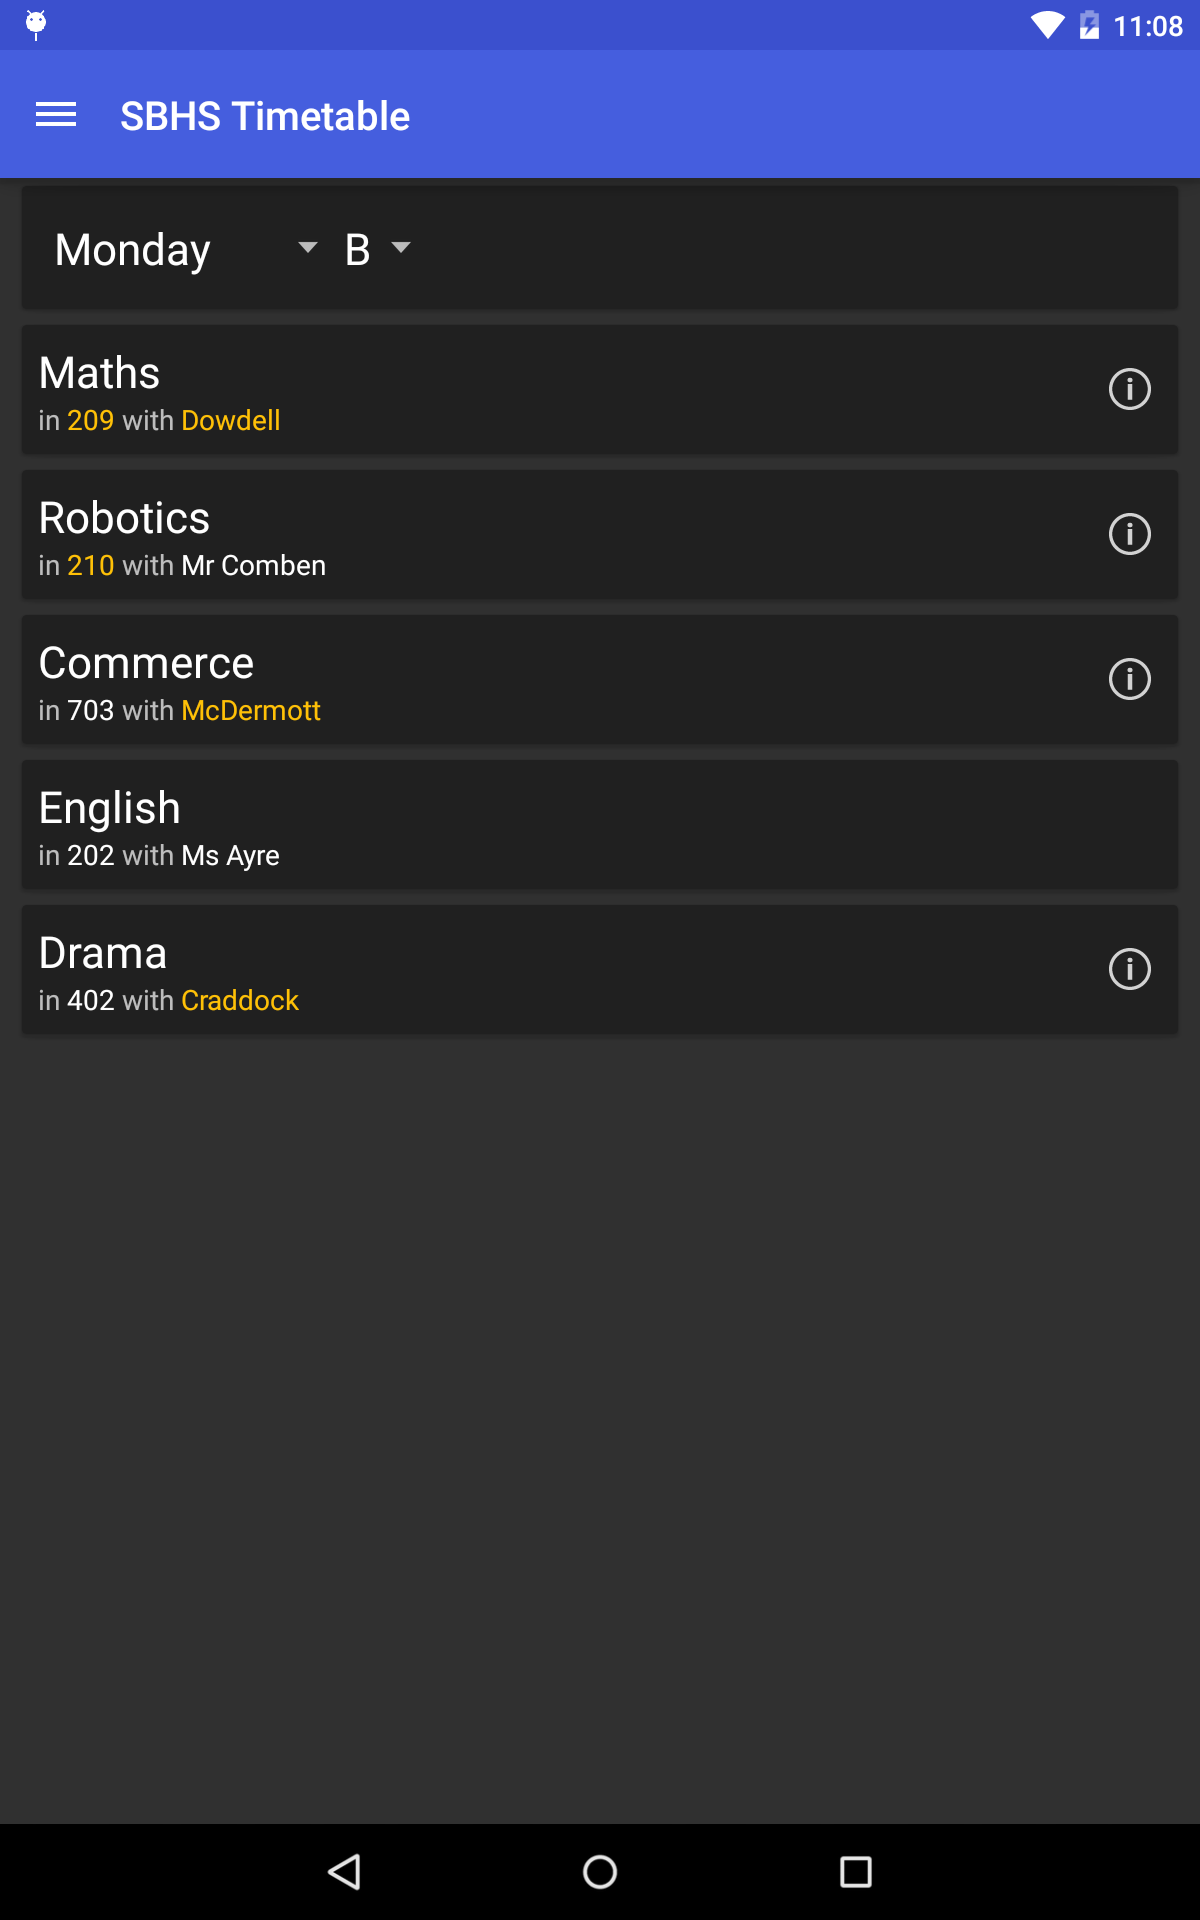 11:08
SBHS Timetable
Monday B
Maths
in 209 with Dowdell
Robotics
in 210 with Mr Comben
Commerce
in 703 with McDermott
English
in 202 with Ms Ayre
Drama
in 402 with Craddock